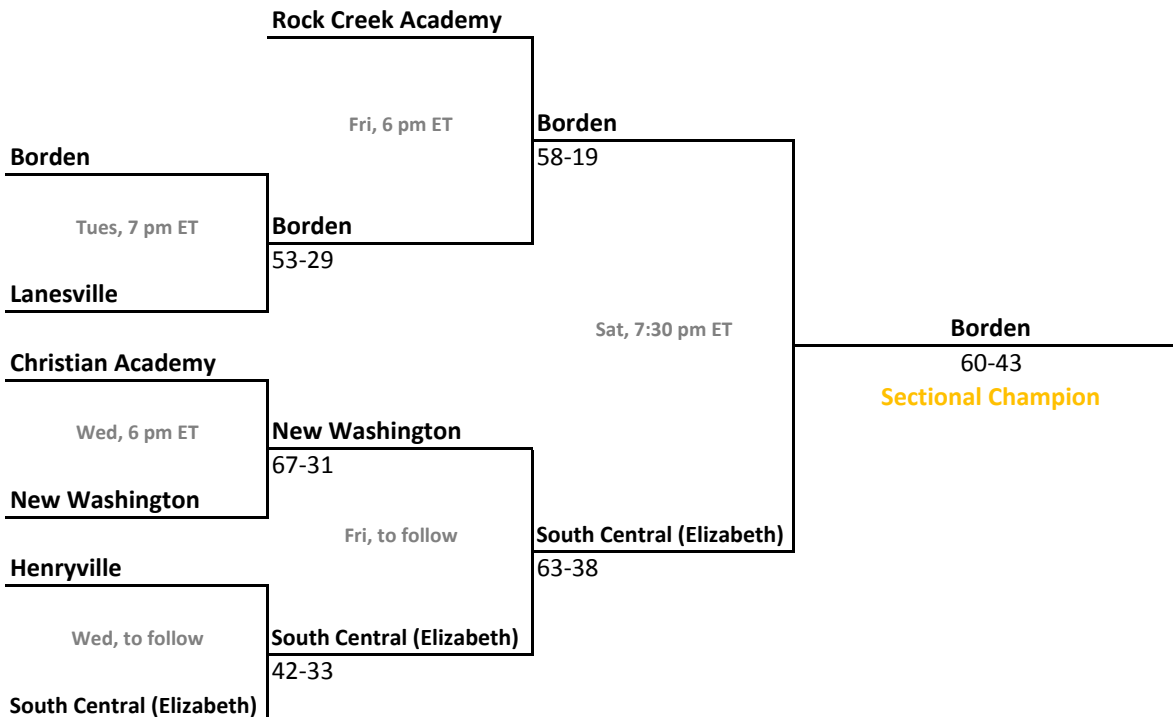 Rock Creek Academy
Fri, 6 pm ET
Borden
58-19
Borden
Tues, 7 pm ET
Borden
53-29
Lanesville
Sat, 7:30 pm ET
Borden
60-43
Sectional Champion
Christian Academy
Wed, 6 pm ET
New Washington
67-31
New Washington
Fri, to follow
South Central (Elizabeth)
63-38
Henryville
Wed, to follow
South Central (Elizabeth)
42-33
South Central (Elizabeth)